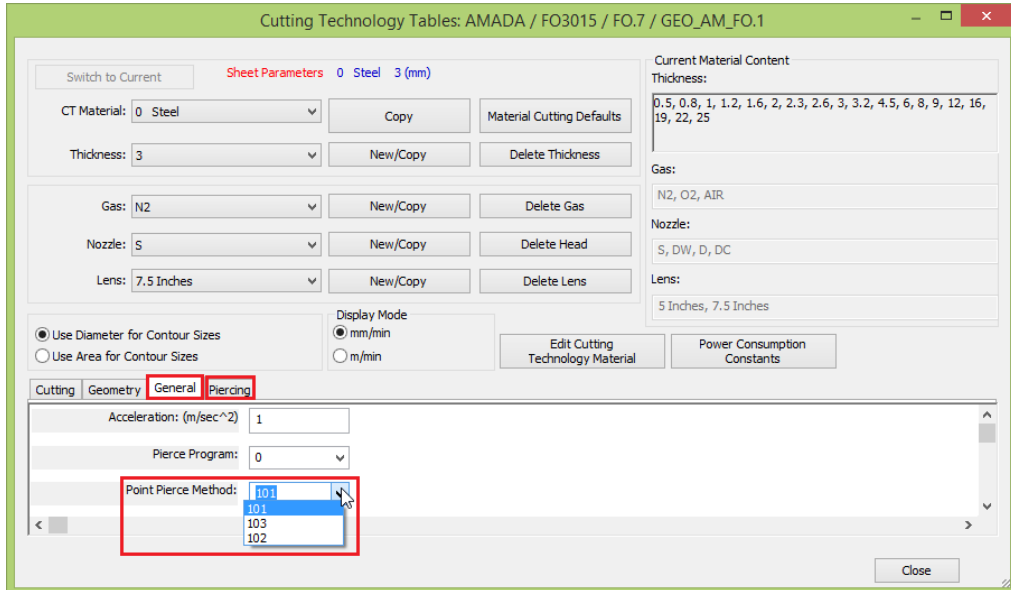 Cutting Technology Tables: AMADA / FO3015 / FO.7 / GEO_AM_FO.1
Switch to Current
Sheet Parameters 0 Steel 3 (mm)
CT Material: 0 Steel
Copy
Material Cutting Defaults
Thickness: 3
New/Copy
Delete Thickness
Gas: N2
New/Copy
Delete Gas
Nozzle: S
New/Copy
Delete Head
Lens: 7.5 Inches
New/Copy
Delete Lens
Current Material Content
Thickness:
0.5, 0.8, 1, 1.2, 1.6, 2, 2.3, 2.6, 3, 3.2, 4.5, 6, 8, 9, 12, 16,
19, 22, 25
Gas:
N2, O2, AIR
Nozzle:
S, DW, D, DC
Lens:
5 Inches, 7.5 Inches
Use Diameter for Contour Sizes
Use Area for Contour Sizes
Display Mode
mm/min
m/min
Edit Cutting
Technology Material
Power Consumption
Constants
Cutting Geometry General Piercing
Acceleration: (m/sec^2) 1
Pierce Program: 0
Point Pierce Method: 101
101
103
102
Close